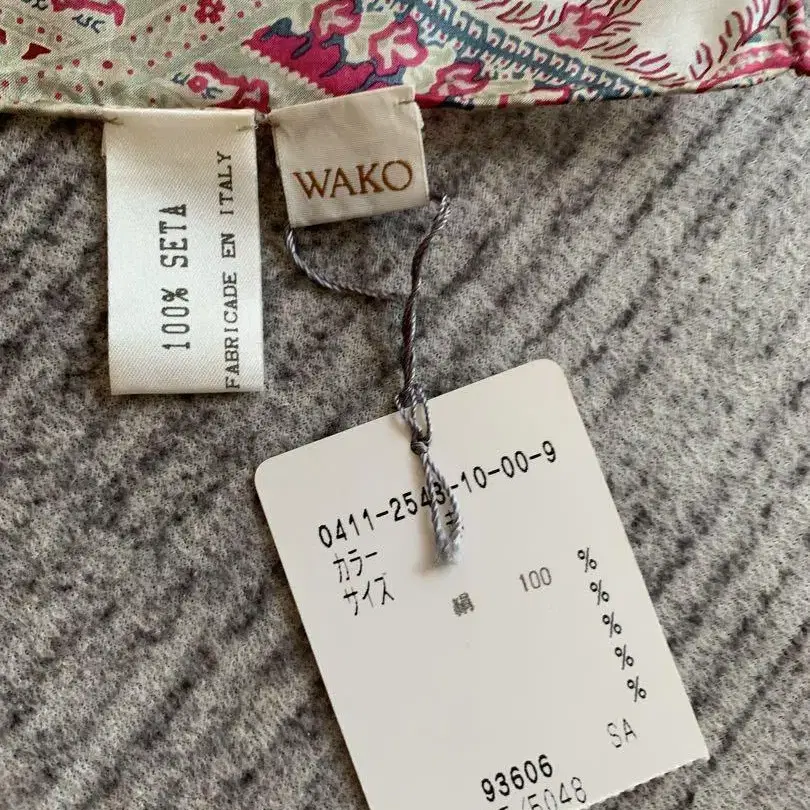 100% SETA
FABRICADE EN ITALY
WAKO
0411-2543-10-00-9
カラー
サイズ
絹 100 %
%
%
%
%
SA
93606
/5048